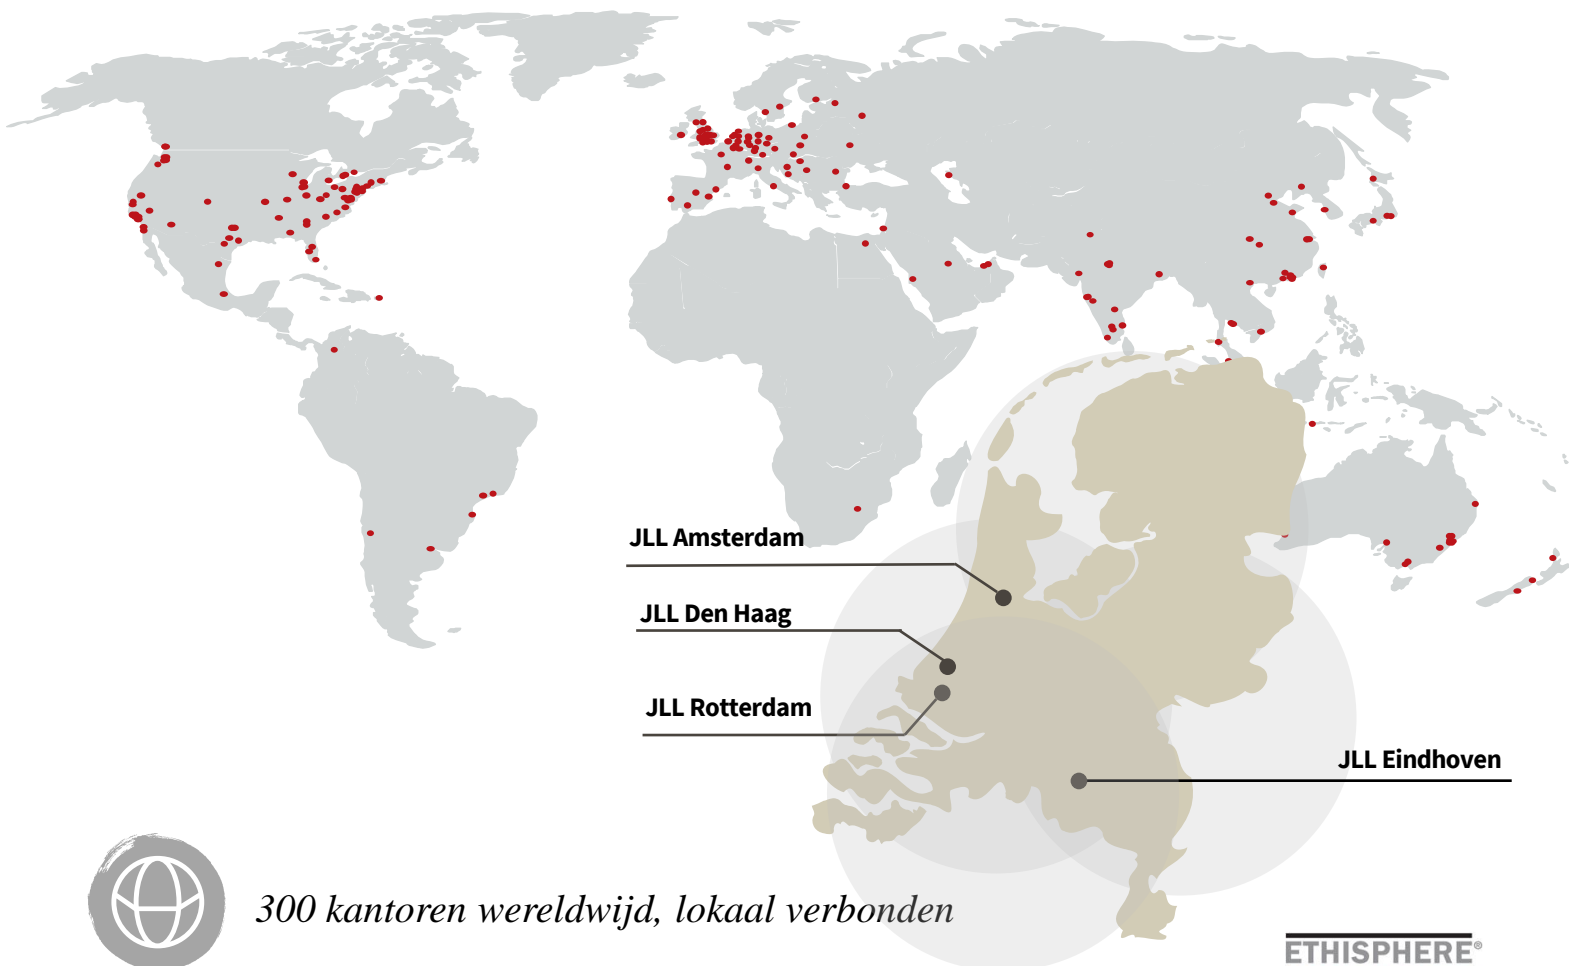 JLL Amsterdam
JLL Den Haag
JLL Rotterdam
JLL Eindhoven
300 kantoren wereldwijd, lokaal verbonden
ETHISPHERE®